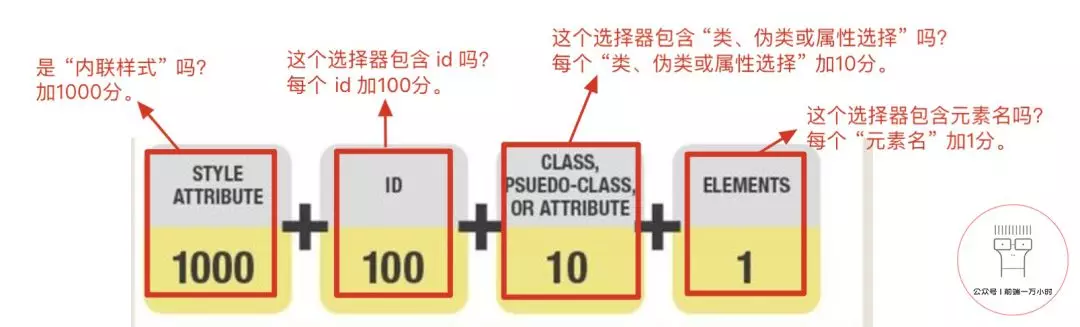 是“内联样式”吗?
加1000分。
这个选择器包含 id 吗?
每个 id 加100分。
这个选择器包含“类、伪类或属性选择”吗?
每个“类、伪类或属性选择”加10分。
这个选择器包含元素名吗?
每个“元素名”加1分。
STYLE
ATTRIBUTE
1000
+
ID
100
+
CLASS,
PSUEDO-CLASS,
OR ATTRIBUTE
10
+
ELEMENTS
1
公众号 | 前端一万小时